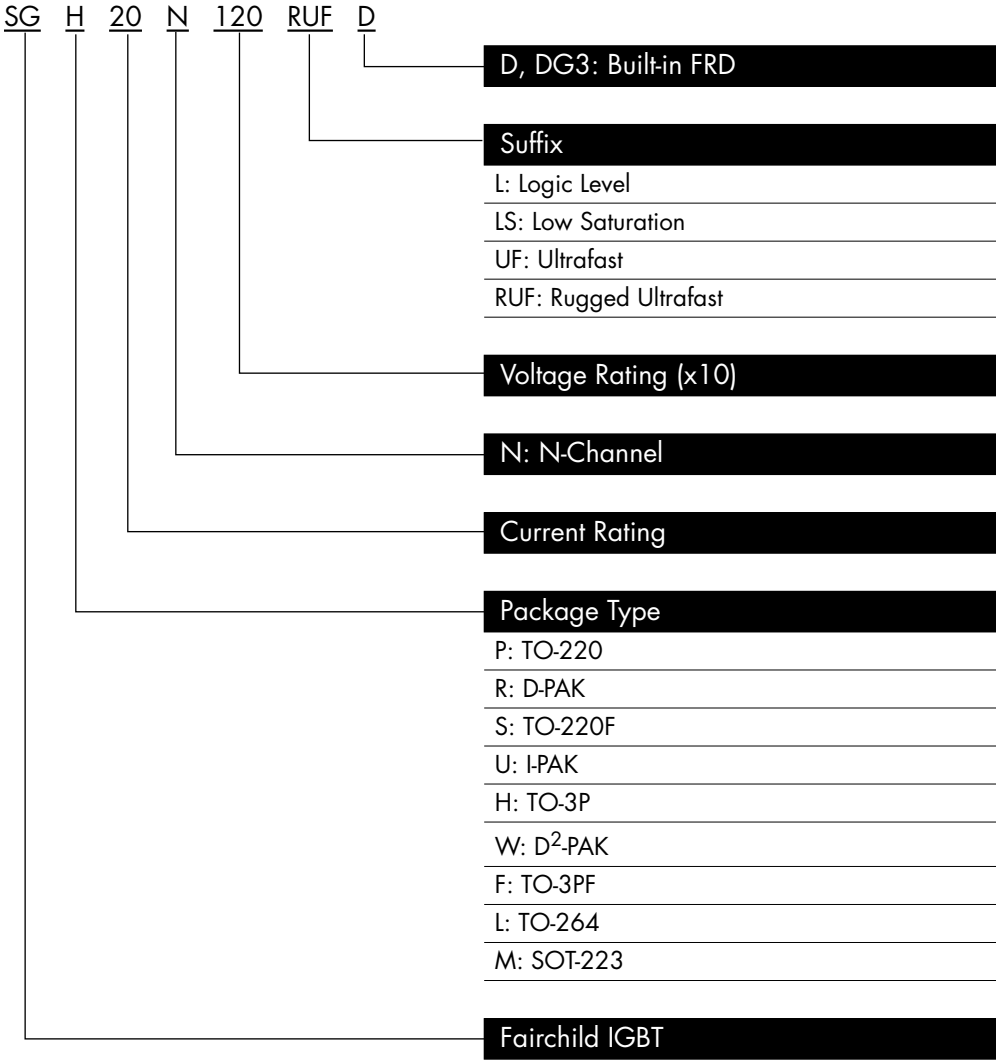 SG H 20 N 120 RUF D
D, DG3: Built-in FRD
Suffix
L: Logic Level
LS: Low Saturation
UF: Ultrafast
RUF: Rugged Ultrafast
Voltage Rating (x10)
N: N-Channel
Current Rating
Package Type
P: TO-220
R: D-PAK
S: TO-220F
U: I-PAK
H: TO-3P
W: D²-PAK
F: TO-3PF
L: TO-264
M: SOT-223
Fairchild IGBT